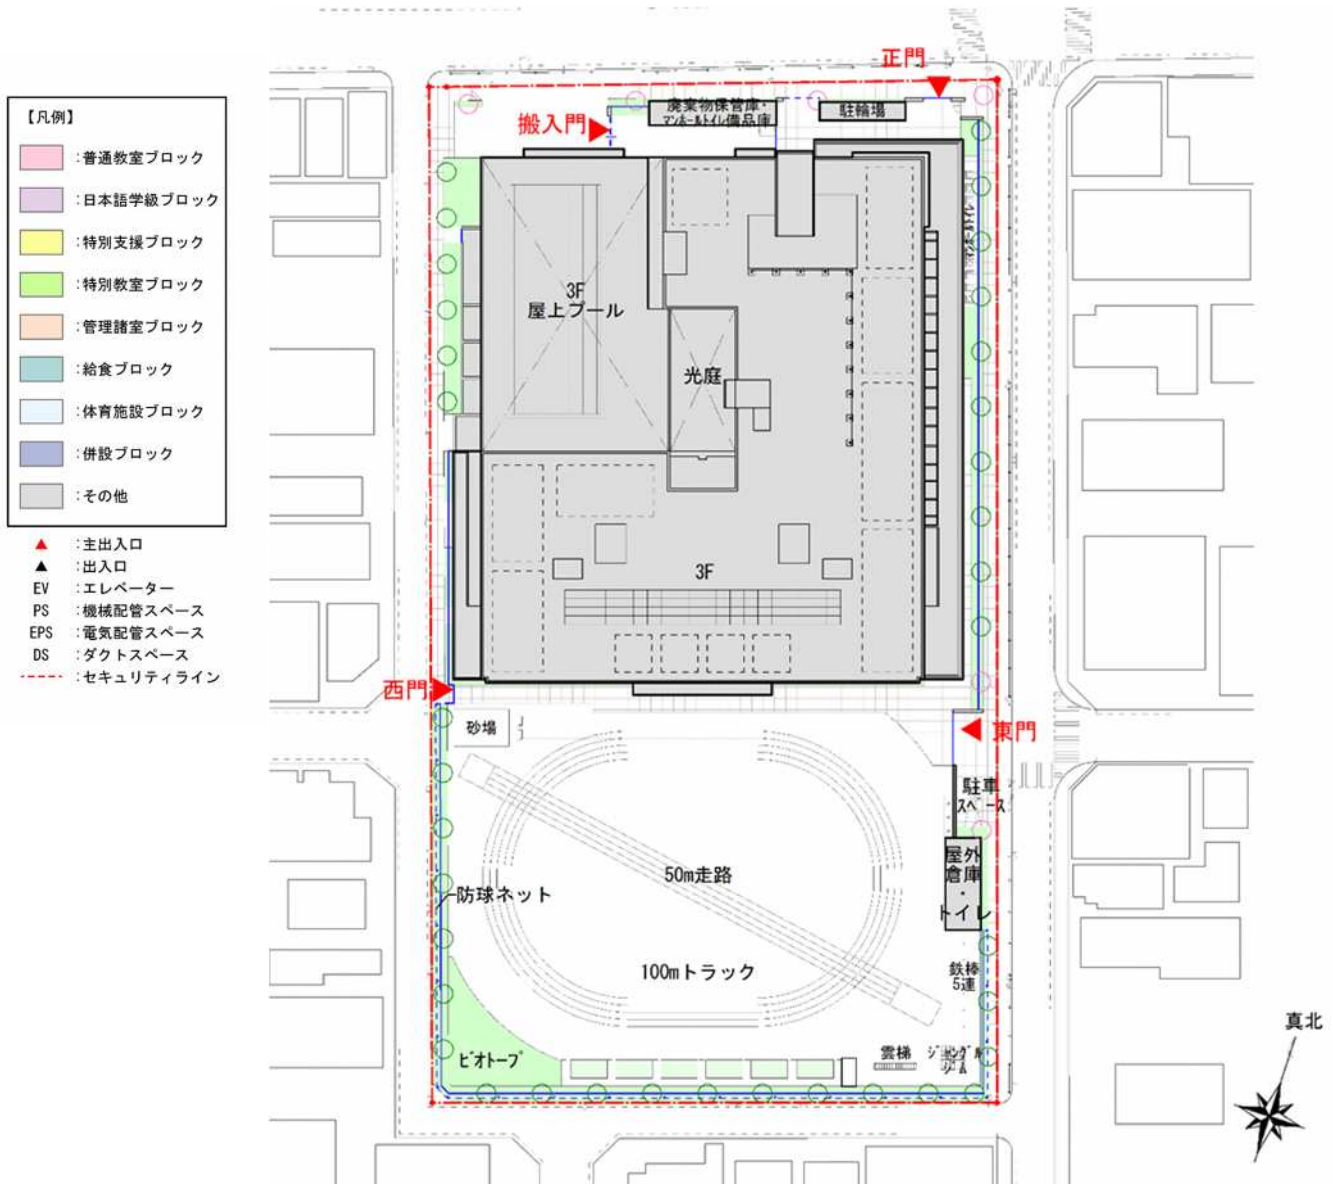 【凡例】
:普通教室ブロック
:日本語学級ブロック
:特別支援ブロック
:特別教室ブロック
:管理諸室ブロック
:給食ブロック
:体育施設ブロック
:併設ブロック
:その他
▲ :主出入口
▲ :出入口
EV :エレベーター
PS :機械配管スペース
EPS :電気配管スペース
DS :ダクトスペース
:セキュリティライン
正門
搬入門
廃棄物保管庫・
マンホールトイレ備品庫
駐輪場
3F
屋上プール
光庭
3F
西門
砂場
東門
駐車
スペース
50m走路
屋外
倉庫
・
トイレ
防球ネット
100mトラック
鉄棒
5連
ビオトープ
雲梯
ジャングル
ジム
真北